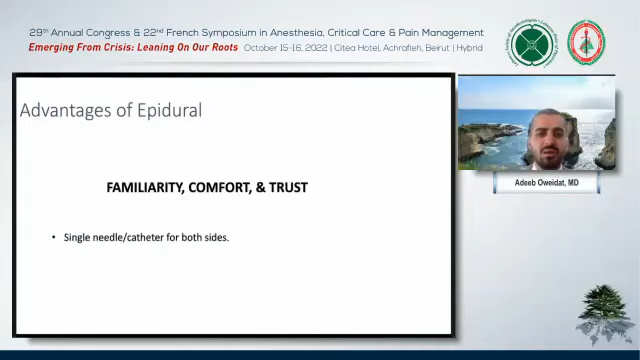 29th Annual Congress & 22nd French Symposium in Anesthesia, Critical Care & Pain Management
Emerging From Crisis: Leaning On Our Roots October 15-16, 2022 | Citea Hotel, Achrafieh, Beirut | Hybrid
Advantages of Epidural
FAMILIARITY, COMFORT, & TRUST
• Single needle/catheter for both sides.
Adeeb Oweidat, MD